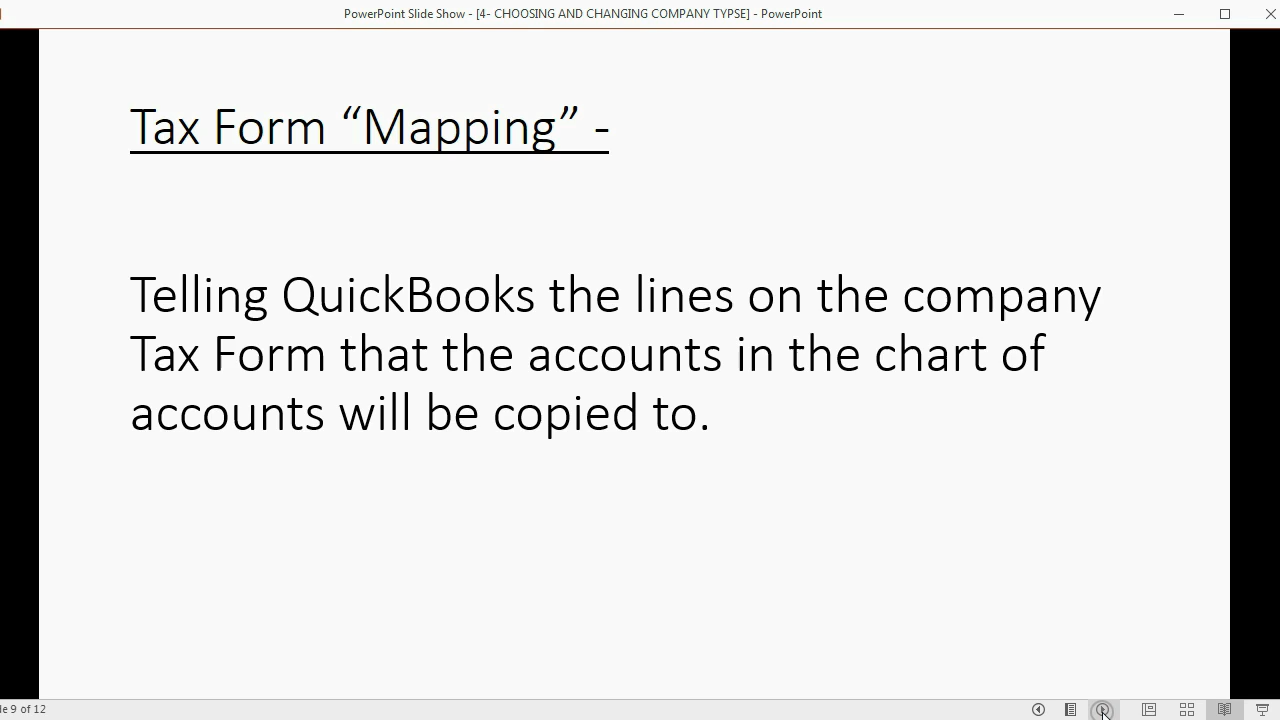 PowerPoint Slide Show - [4- CHOOSING AND CHANGING COMPANY TYPSE] - PowerPoint
Tax Form “Mapping” -
Telling QuickBooks the lines on the company
Tax Form that the accounts in the chart of
accounts will be copied to.
le 9 of 12